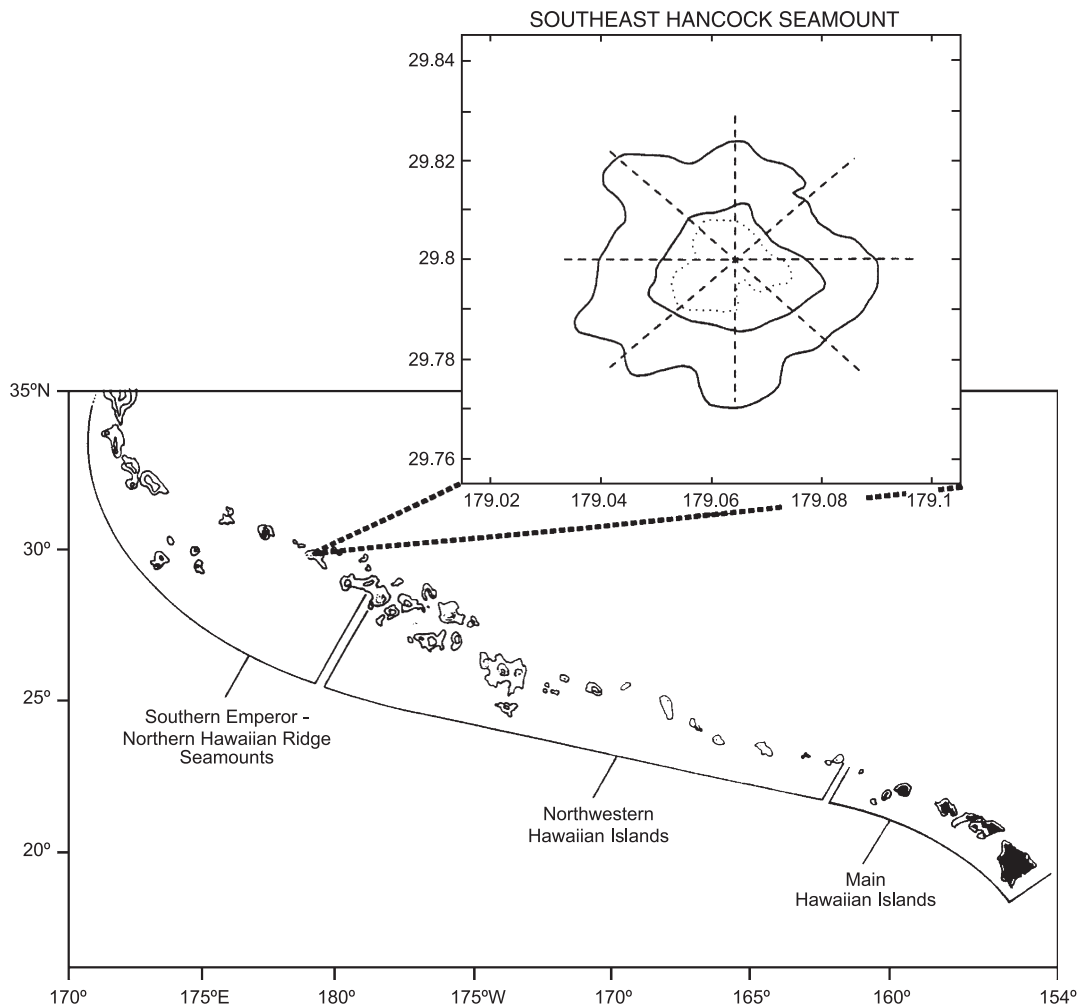 SOUTHEAST HANCOCK SEAMOUNT
29.84
29.82
29.8
29.78
29.76
179.02 179.04 179.06 179.08 179.1
35ºN
30º
25º
20º
Southern Emperor -
Northern Hawaiian Ridge
Seamounts
Northwestern
Hawaiian Islands
Main
Hawaiian Islands
170º 175ºE 180º 175ºW 170º 165º 160º 154º